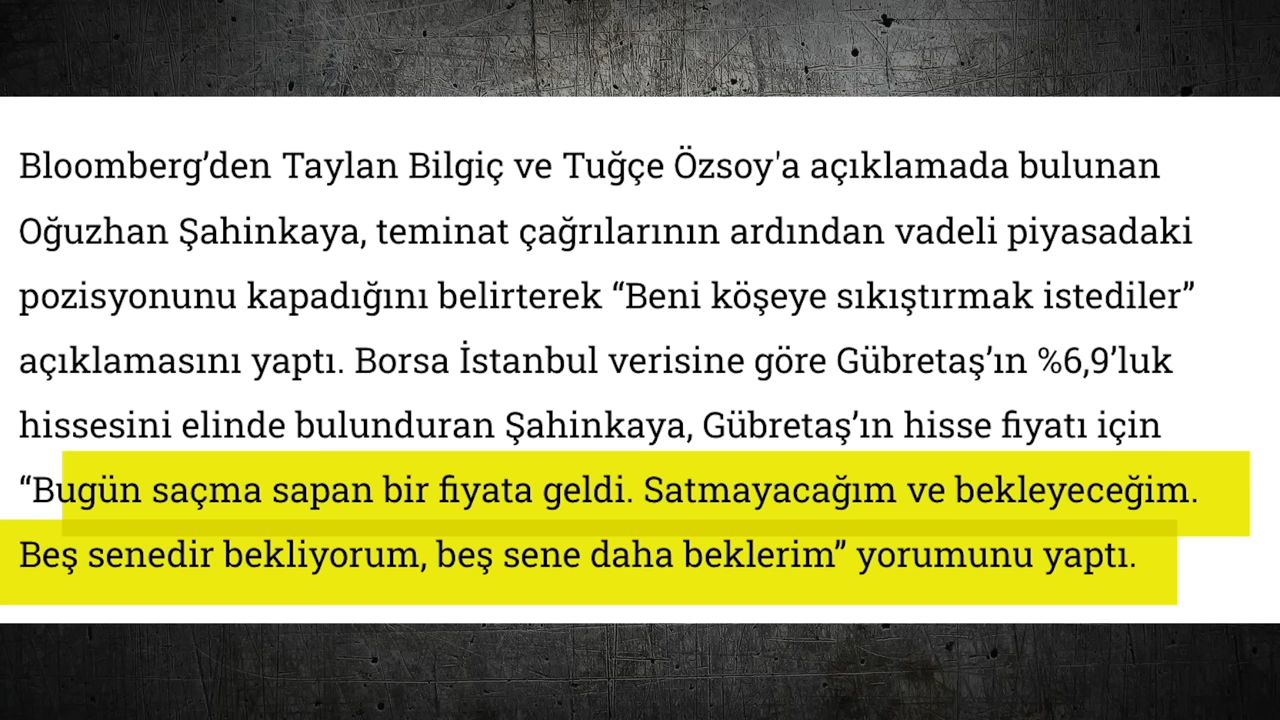 Bloomberg’den Taylan Bilgiç ve Tuğçe Özsoy'a açıklamada bulunan
Oğuzhan Şahinkaya, teminat çağrılarının ardından vadeli piyasadaki
pozisyonunu kapadığını belirterek “Beni köşeye sıkıştırmak istediler”
açıklamasını yaptı. Borsa İstanbul verisine göre Gübretaş’ın %6,9’luk
hissesini elinde bulunduran Şahinkaya, Gübretaş’ın hisse fiyatı için
“Bugün saçma sapan bir fiyata geldi. Satmayacağım ve bekleyeceğim.
Beş senedir bekliyorum, beş sene daha beklerim” yorumunu yaptı.